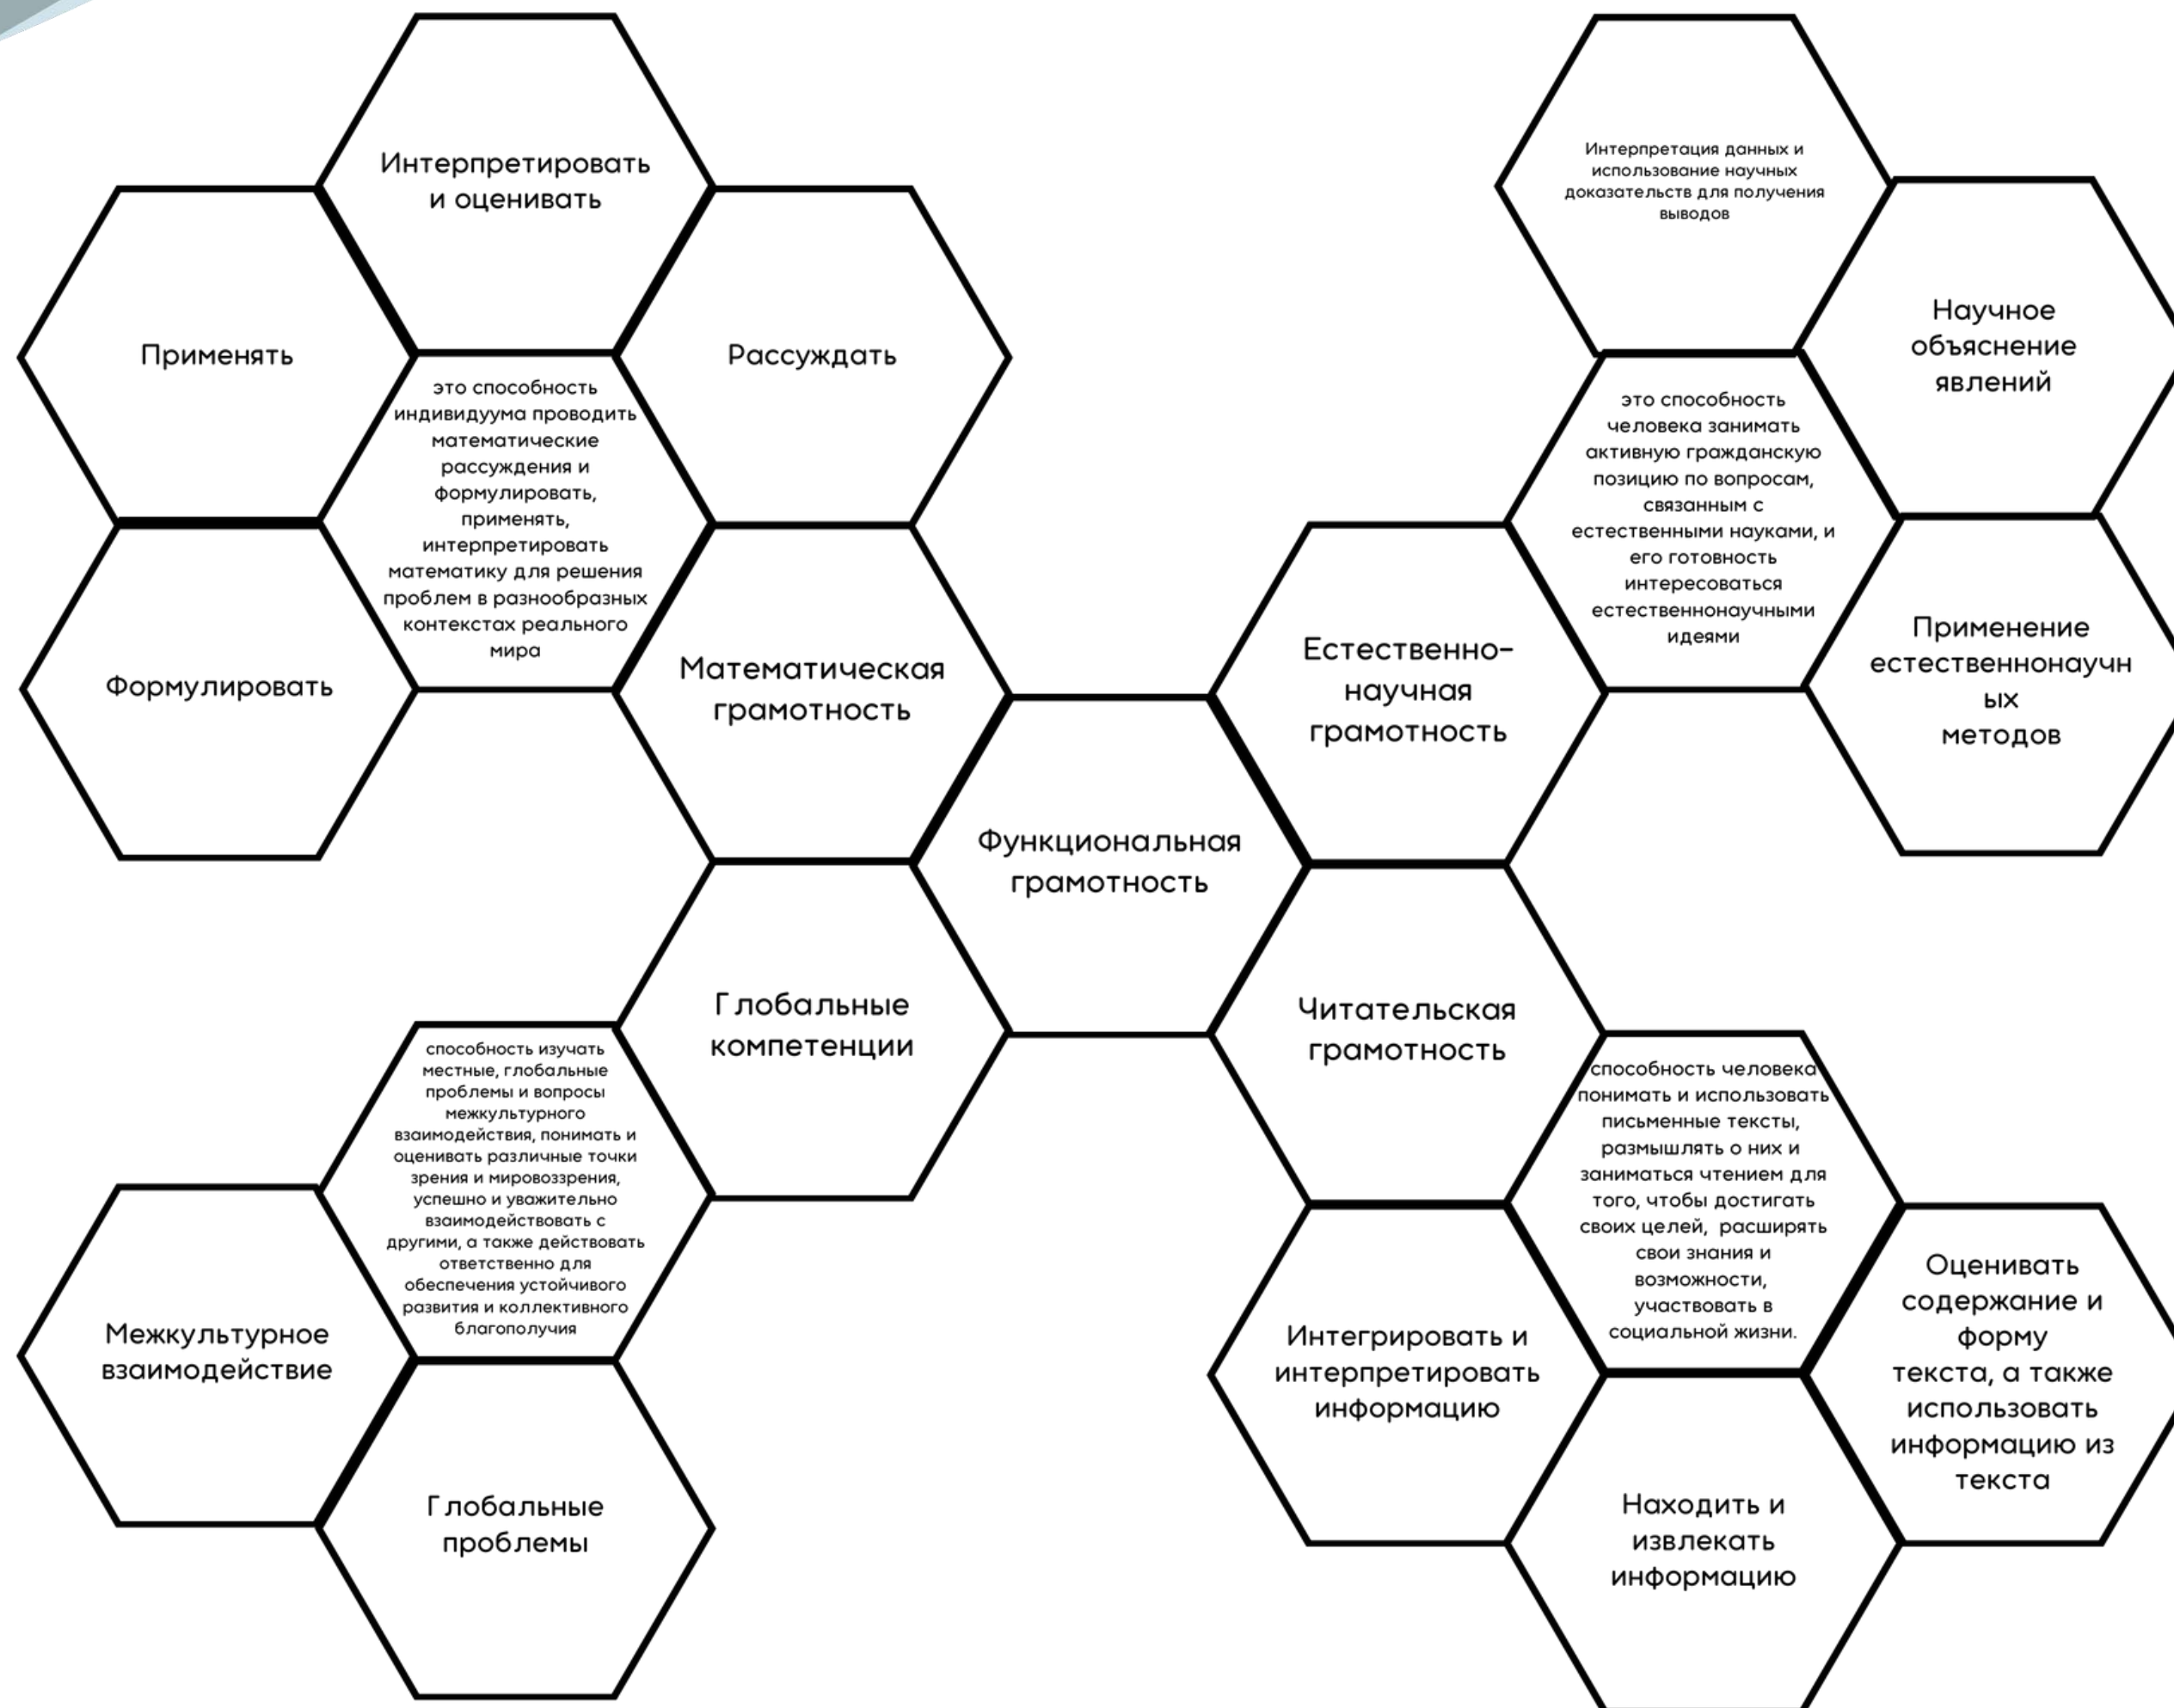 Интерпретировать
и оценивать
Применять
Рассуждать
это способность
индивидуума проводить
математические
рассуждения и
формулировать,
применять,
интерпретировать
математику для решения
проблем в разнообразных
контекстах реального
мира
Формулировать
Математическая
грамотность
Интерпретация данных и
использование научных
доказательств для получения
выводов
Научное
объяснение
явлений
это способность
человека занимать
активную гражданскую
позицию по вопросам,
связанным с
естественными науками, и
его готовность
интересоваться
естественнонаучными
идеями
Применение
естественнонаучн
ых
методов
Естественно-
научная
грамотность
Функциональная
грамотность
Глобальные
компетенции
способность изучать
местные, глобальные
проблемы и вопросы
межкультурного
взаимодействия, понимать и
оценивать различные точки
зрения и мировоззрения,
успешно и уважительно
взаимодействовать с
другими, а также действовать
ответственно для
обеспечения устойчивого
развития и коллективного
благополучия
Межкультурное
взаимодействие
Глобальные
проблемы
Читательская
грамотность
способность человека
понимать и использовать
письменные тексты,
размышлять о них и
заниматься чтением для
того, чтобы достигать
своих целей, расширять
свои знания и
возможности,
участвовать в
социальной жизни.
Интегрировать и
интерпретировать
информацию
Оценивать
содержание и
форму
текста, а также
использовать
информацию из
текста
Находить и
извлекать
информацию